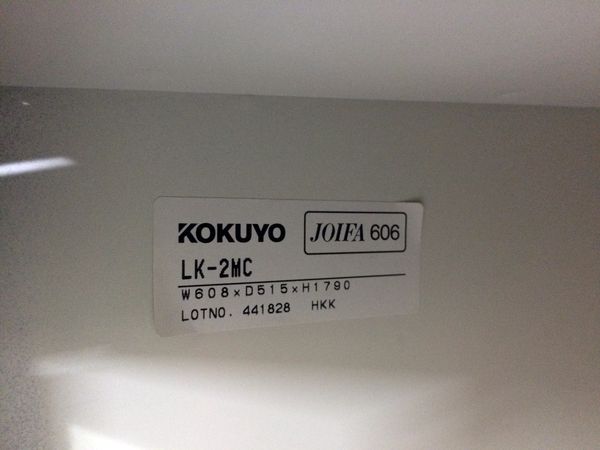 KOKUYO JOIFA 606
LK-2MC
W608×D515×H1790
LOTNO. 441828 HKK